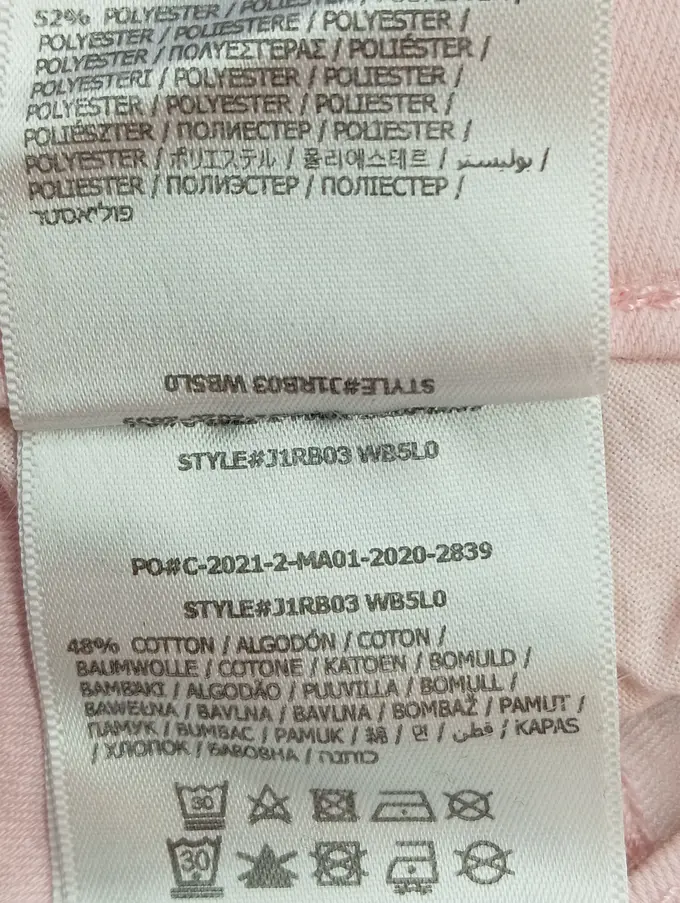 52% POLYESTER / POLIÉSTER
POLYESTER / POLIESTERE / POLYESTER /
POLYESTER / ΠΟΛΥΕΣΤΕΡΑΣ / POLIÉSTER /
POLYESTERI / POLYESTER / POLYESTER /
POLYESTER / POLYESTER / POLIESTER /
POLIÉSZTER / ПОЛИЕСТЕР / POLIESTER /
POLYESTER / ポリエステル / 폴리에스테르 / بوليستر /
POLIESTER / ПОЛИЭСТЕР / ПОЛІЕСТЕР /
פוליאסטר
STYLE#J1RB03 WB5L0
STYLE#J1RB03 WB5L0
PO#C-2021-2-MA01-2020-2839
STYLE#J1RB03 WB5L0
48% COTTON / ALGODÓN / COTON /
BAUMWOLLE / COTONE / KATOEN / BOMULD /
BAMBAKI / ALGODÃO / PUUVILLA / BOMULL /
BAWEŁNA / BAVLNA / BAVLNA / BOMBAŽ / PAMUT /
ПАМУК / BUMBAC / PAMUK / 綿 / 면 / قطن / KAPAS
/ ХЛОПОК / БАВОВНА / כותנה
30
30